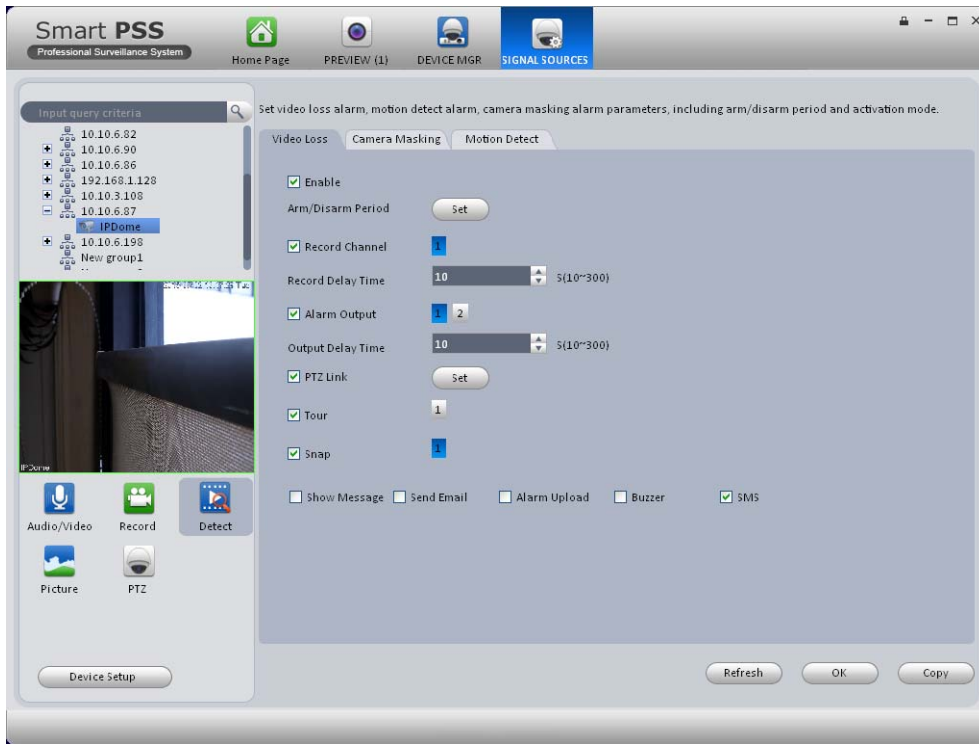 Smart PSS
Professional Surveillance System
Home Page
PREVIEW (1)
DEVICE MGR
SIGNAL SOURCES
Input query criteria
10.10.6.82
10.10.6.90
10.10.6.86
192.168.1.128
10.10.3.108
10.10.6.87
IPDome
10.10.6.198
New group1
IPDome
Audio/Video
Record
Detect
Picture
PTZ
Device Setup
Set video loss alarm, motion detect alarm, camera masking alarm parameters, including arm/disarm period and activation mode.
Video Loss
Camera Masking
Motion Detect
Enable
Arm/Disarm Period Set
Record Channel 1
Record Delay Time 10 S(10~300)
Alarm Output 1 2
Output Delay Time 10 S(10~300)
PTZ Link Set
Tour 1
Snap 1
Show Message Send Email Alarm Upload Buzzer SMS
Refresh OK Copy